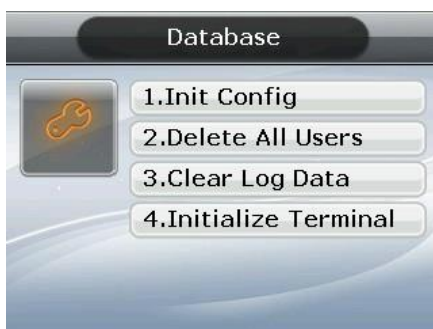 Database
1.Init Config
2.Delete All Users
3.Clear Log Data
4.Initialize Terminal